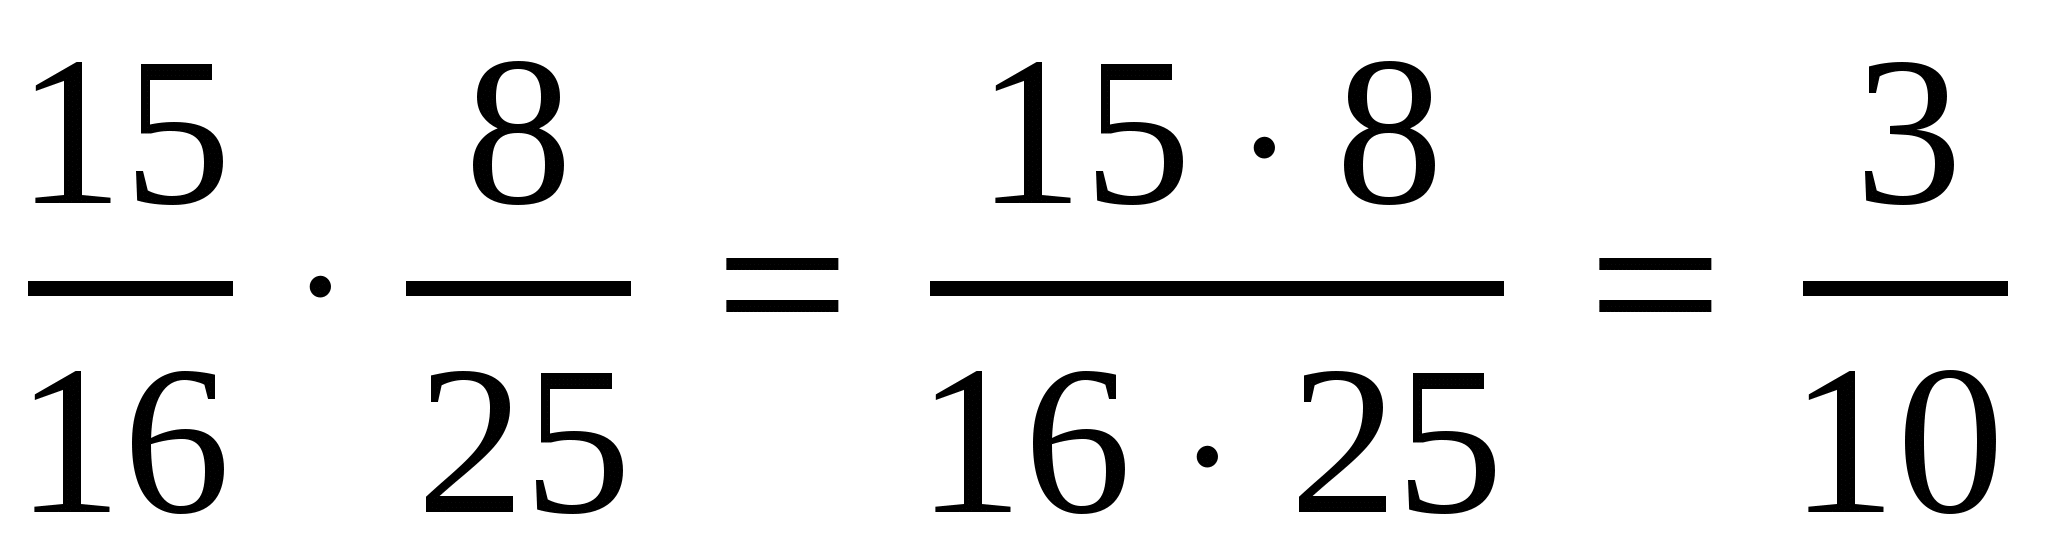 15/16 · 8/25 = 15 · 8/16 · 25 = 3/10